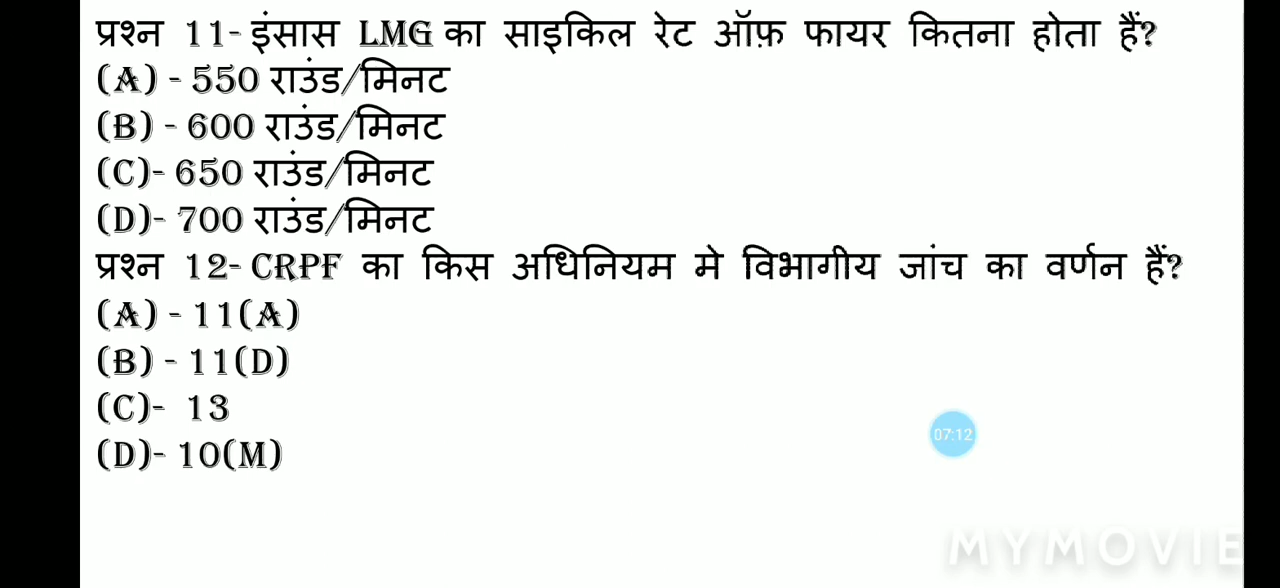 प्रश्न 11- इंसास LMG का साइकिल रेट ऑफ़ फायर कितना होता हैं?
(A) - 550 राउंड/मिनट
(B) - 600 राउंड/मिनट
(C)- 650 राउंड/मिनट
(D)- 700 राउंड/मिनट
प्रश्न 12- CRPF का किस अधिनियम मे विभागीय जांच का वर्णन हैं?
(A) - 11(A)
(B) - 11(D)
(C)- 13
(D)- 10(M)
07:12
MYMOVIE